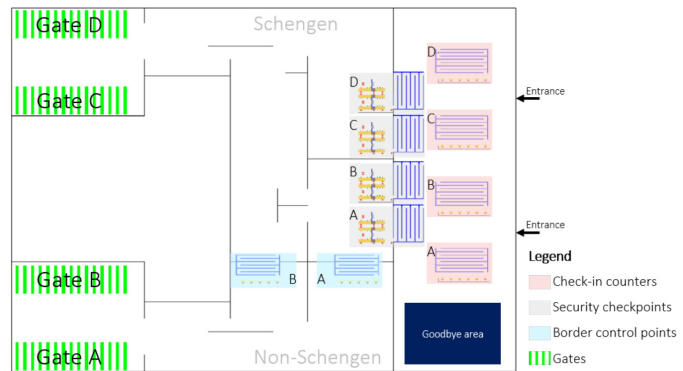 Gate D
Schengen
D
Gate C
D
Entrance
C
C
B
B
A
Entrance
A
Gate B
B
A
Legend
Check-in counters
Security checkpoints
Border control points
Gates
Goodbye area
Gate A
Non-Schengen